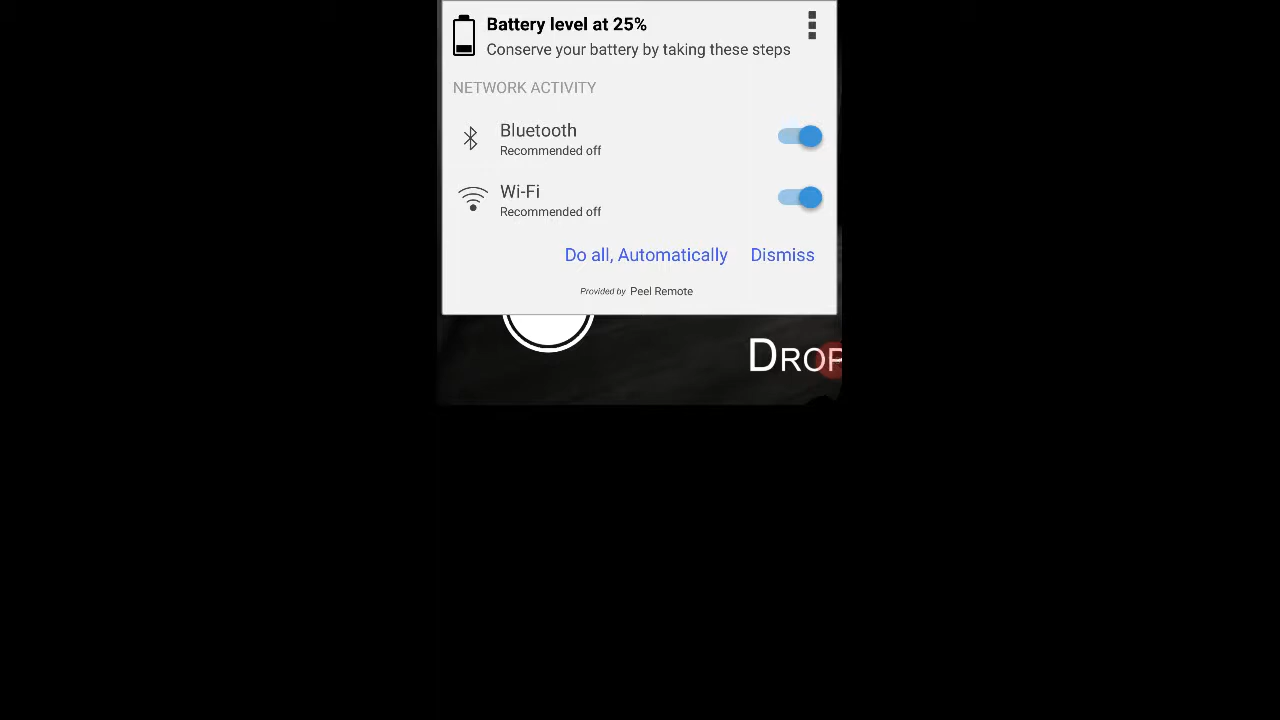 Battery level at 25%
Conserve your battery by taking these steps
NETWORK ACTIVITY
Bluetooth
Recommended off
Wi-Fi
Recommended off
Do all, Automatically Dismiss
Provided by Peel Remote
DROP